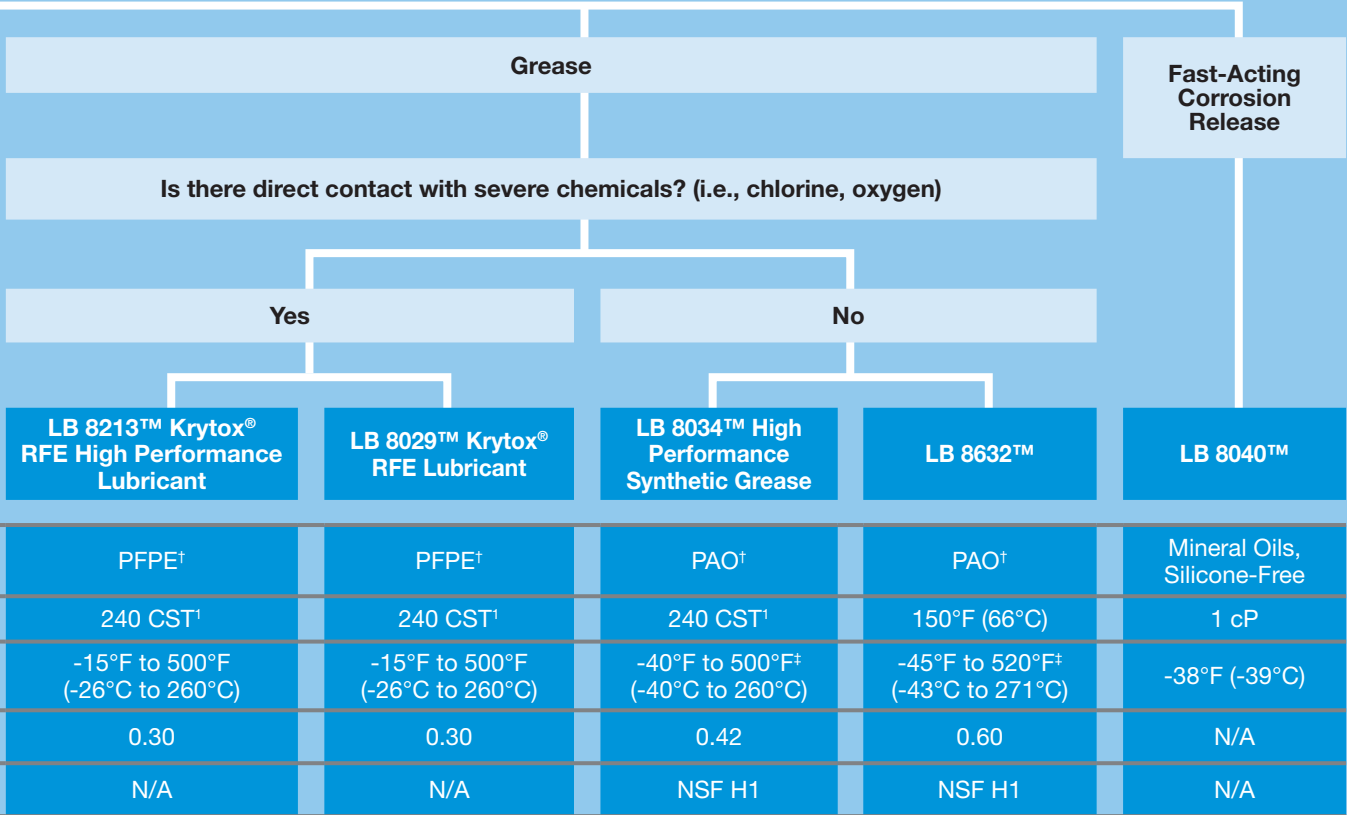 Grease
Fast-Acting
Corrosion
Release
Is there direct contact with severe chemicals? (i.e., chlorine, oxygen)
Yes
No
LB 8213™ Krytox®
RFE High Performance
Lubricant
LB 8029™ Krytox®
RFE Lubricant
LB 8034™ High
Performance
Synthetic Grease
LB 8632™
LB 8040™
PFPE†
PFPE†
PAO†
PAO†
Mineral Oils,
Silicone-Free
240 CST¹
240 CST¹
240 CST¹
150°F (66°C)
1 cP
-15°F to 500°F
(-26°C to 260°C)
-15°F to 500°F
(-26°C to 260°C)
-40°F to 500°F‡
(-40°C to 260°C)
-45°F to 520°F‡
(-43°C to 271°C)
-38°F (-39°C)
0.30
0.30
0.42
0.60
N/A
N/A
N/A
NSF H1
NSF H1
N/A